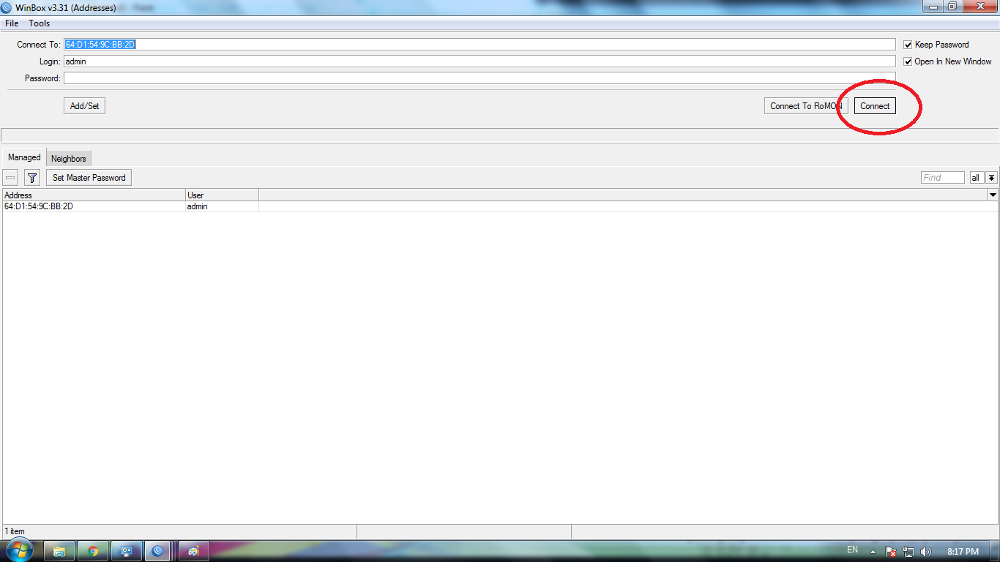 WinBox v3.31 (Addresses)
File Tools
Connect To: 64:D1:54:9C:BB:2D Keep Password
Login: admin Open In New Window
Password:
Add/Set Connect To RoMON Connect
Managed Neighbors
Set Master Password Find all
Address User
64:D1:54:9C:BB:2D admin
1 item
EN 8:17 PM